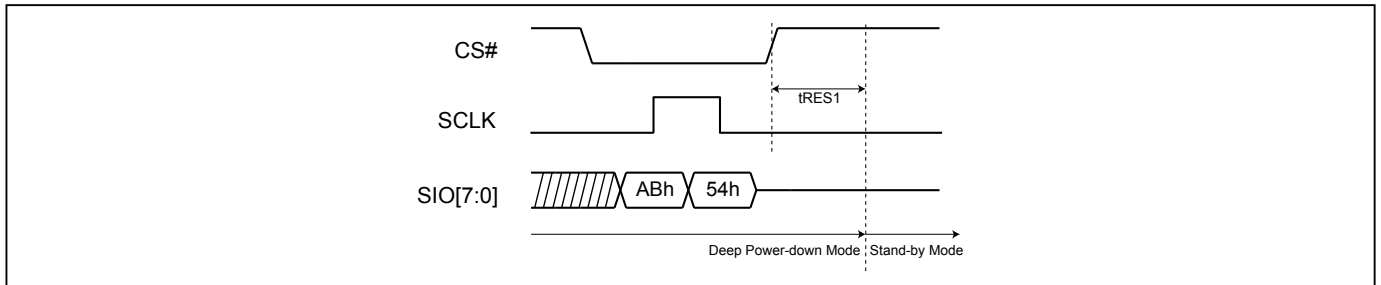 CS#
tRES1
SCLK
SIO[7:0] ABh 54h
Deep Power-down Mode Stand-by Mode